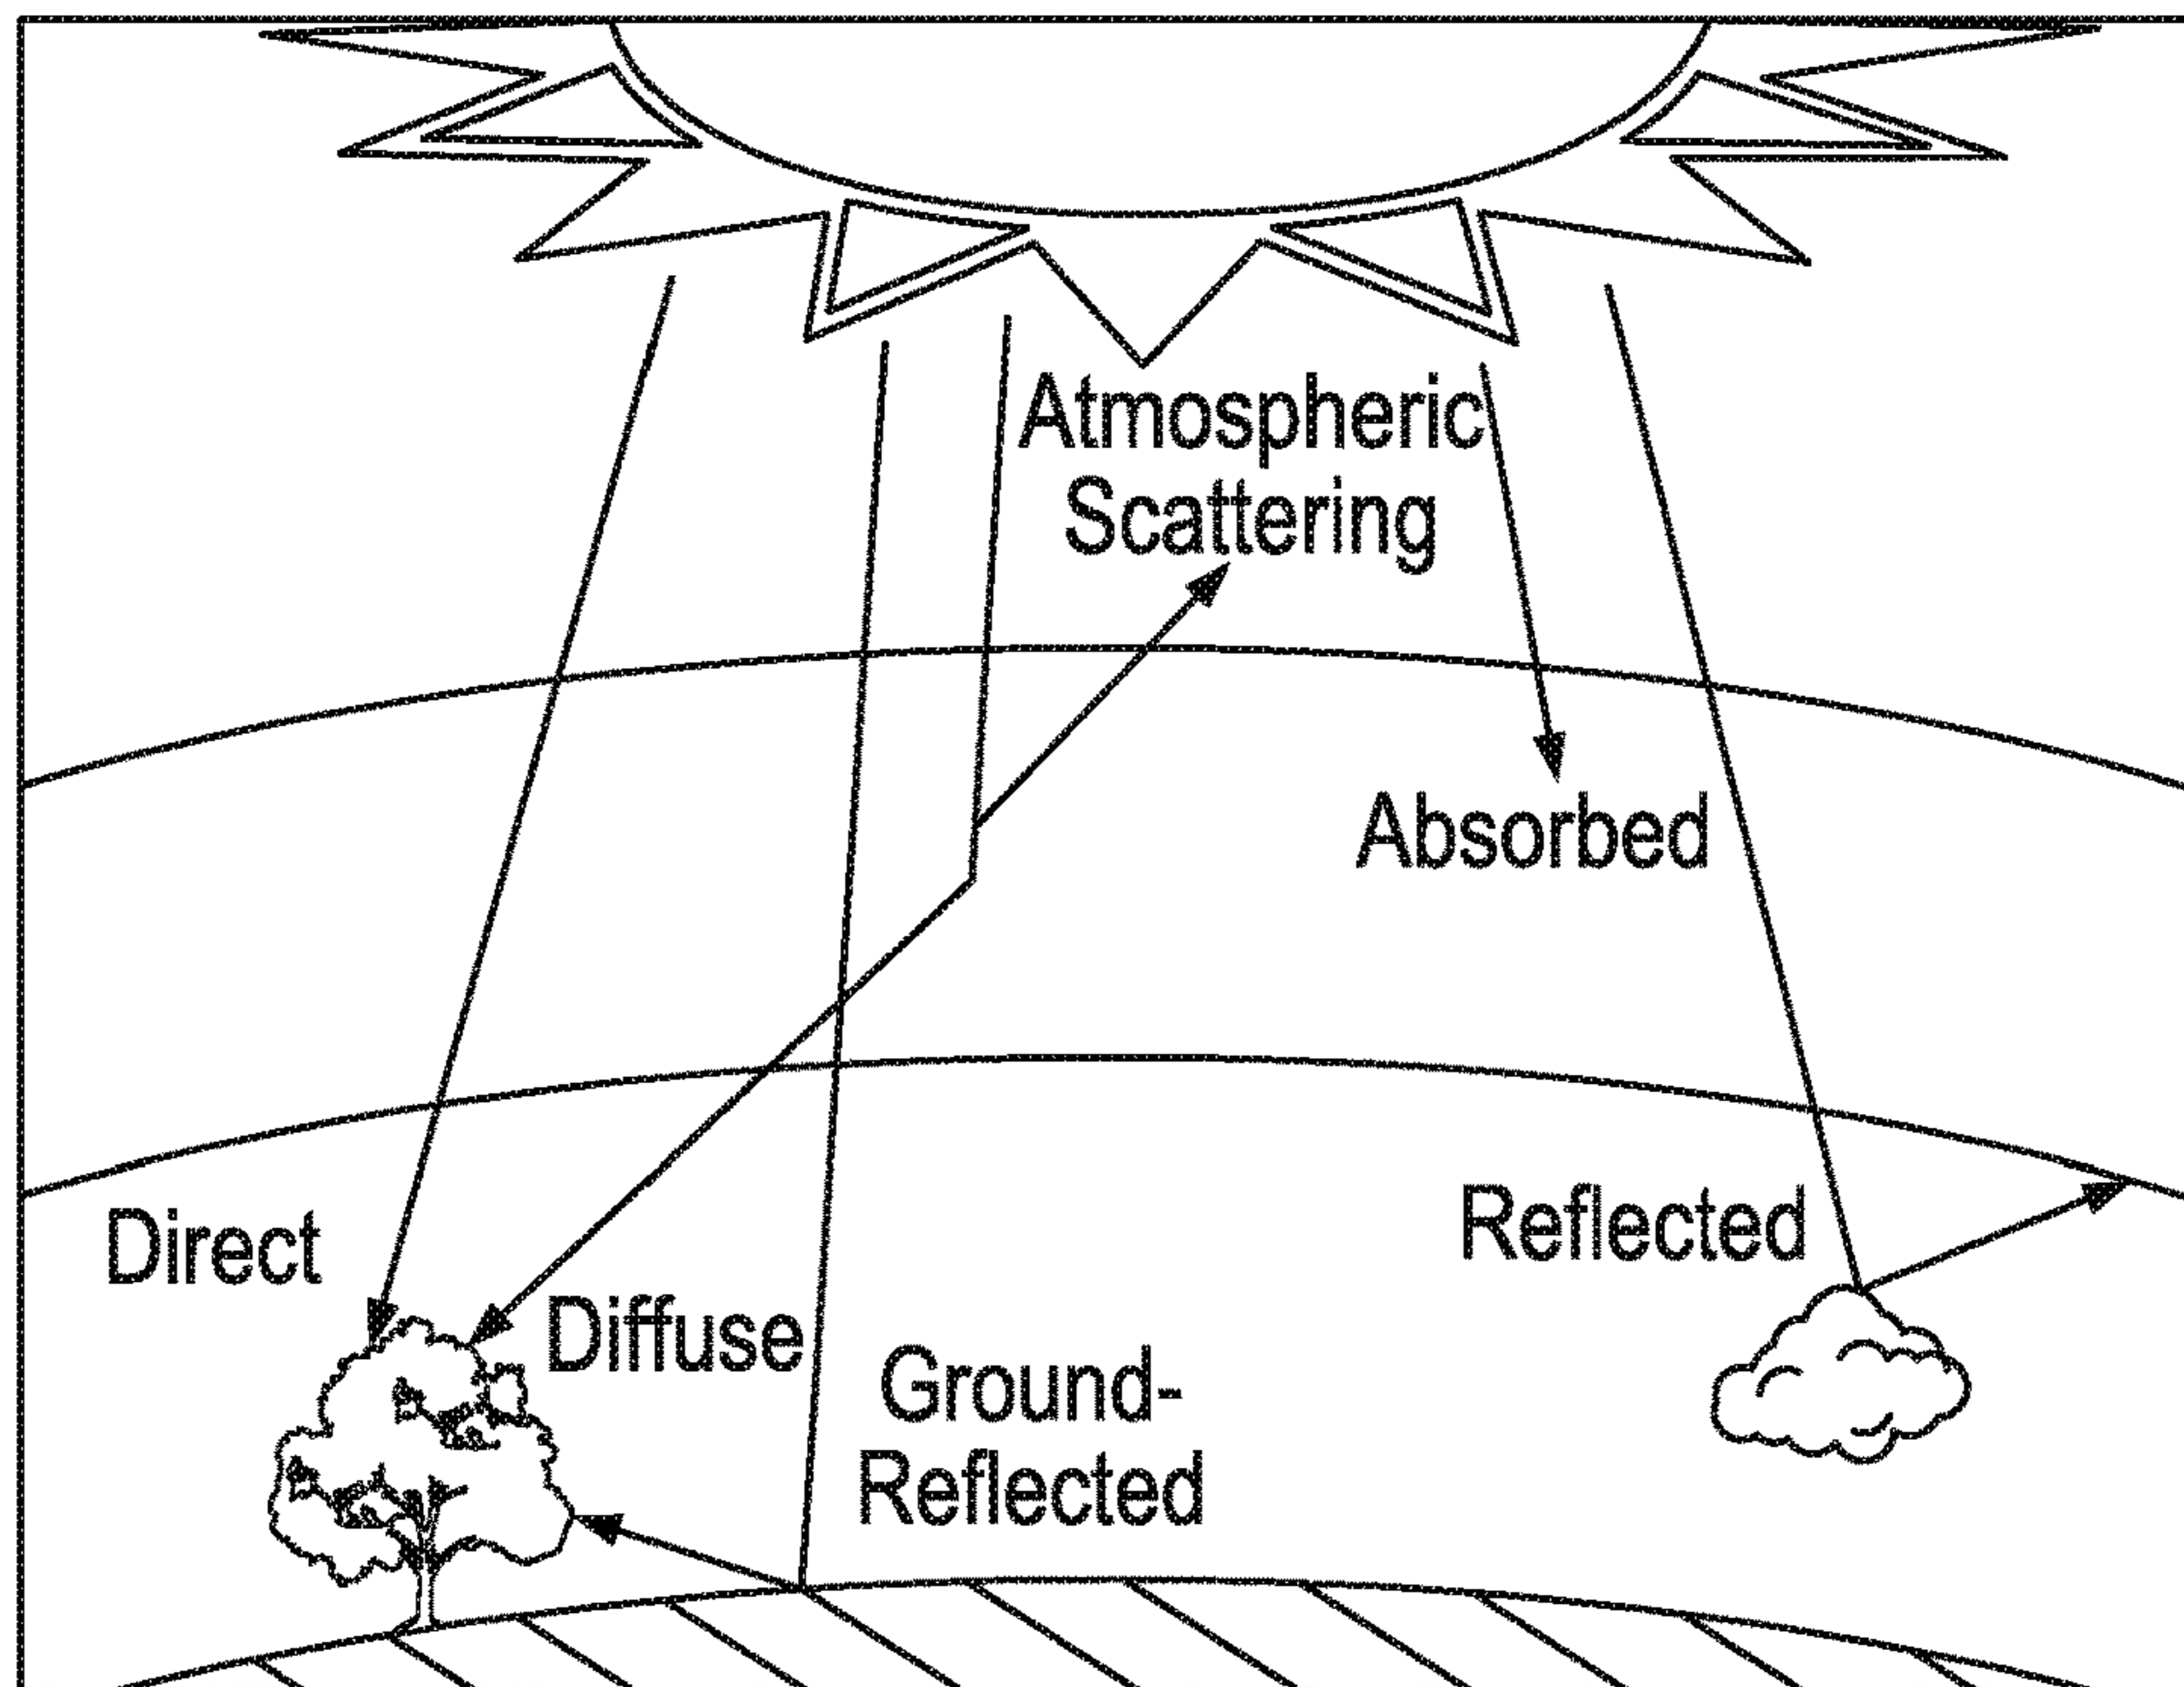 Atmospheric
Scattering
Absorbed
Direct
Reflected
Diffuse
Ground-
Reflected